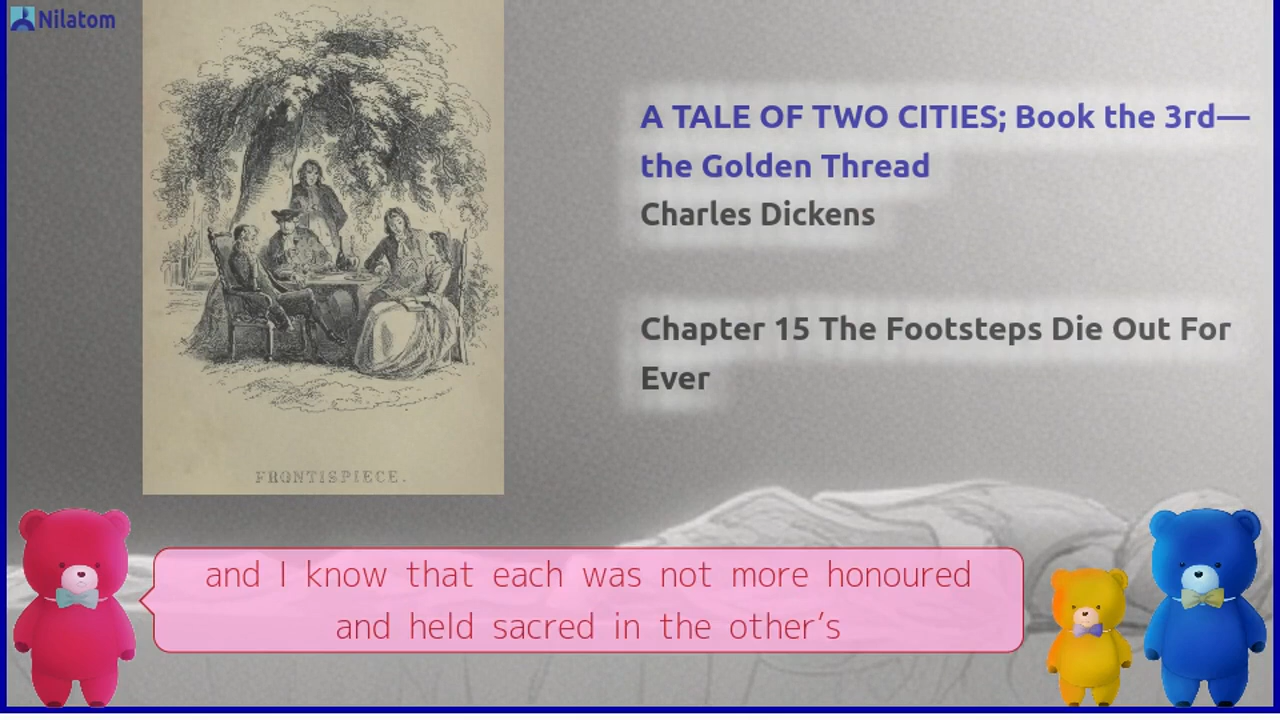 Nilatom
A TALE OF TWO CITIES; Book the 3rd—
the Golden Thread
Charles Dickens
Chapter 15 The Footsteps Die Out For
Ever
FRONTISPIECE.
and I know that each was not more honoured
and held sacred in the other's